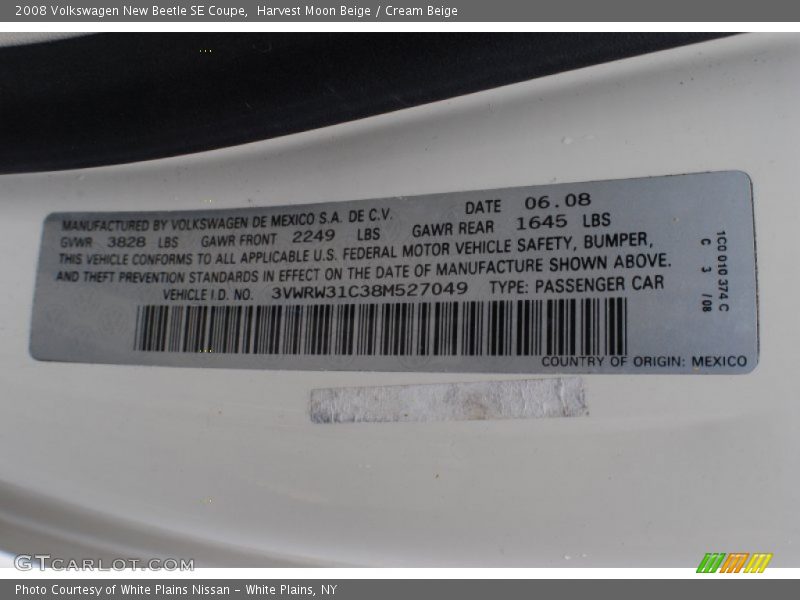 2008 Volkswagen New Beetle SE Coupe,  Harvest Moon Beige / Cream Beige
MANUFACTURED BY VOLKSWAGEN DE MEXICO S.A. DE C.V. DATE 06.08
GVWR 3828 LBS GAWR FRONT 2249 LBS GAWR REAR 1645 LBS
THIS VEHICLE CONFORMS TO ALL APPLICABLE U.S. FEDERAL MOTOR VEHICLE SAFETY, BUMPER,
AND THEFT PREVENTION STANDARDS IN EFFECT ON THE DATE OF MANUFACTURE SHOWN ABOVE.
VEHICLE I.D. NO. 3VWRW31C38M527049 TYPE: PASSENGER CAR
COUNTRY OF ORIGIN: MEXICO
1C0 010 374 C
C 3 /08
GTCARLOT.COM
Photo Courtesy of White Plains Nissan - White Plains, NY